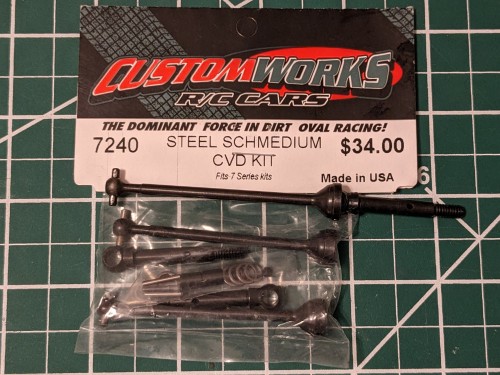 CUSTOMWORKS
R/C CARS
THE DOMINANT FORCE IN DIRT OVAL RACING!
7240 STEEL SCHMEDIUM $34.00
CVD KIT
Fits 7 Series kits
Made in USA
6